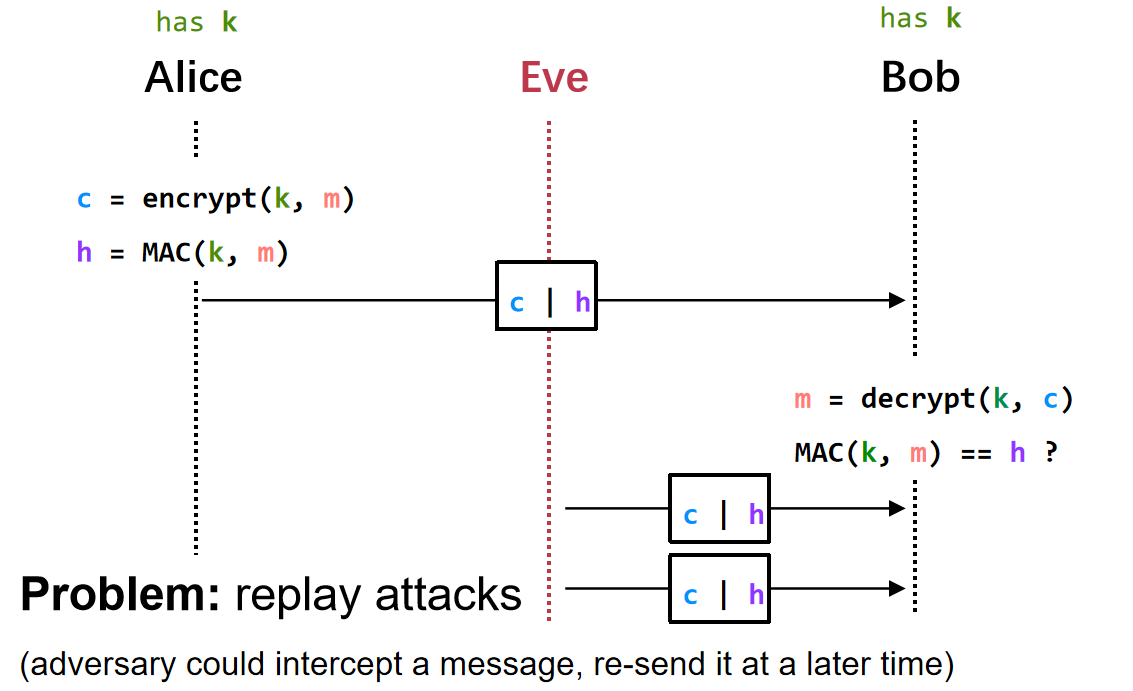 has k
has k
Alice
Eve
Bob
c = encrypt(k, m)
h = MAC(k, m)
c | h
m = decrypt(k, c)
MAC(k, m) == h ?
c | h
c | h
Problem: replay attacks
(adversary could intercept a message, re-send it at a later time)